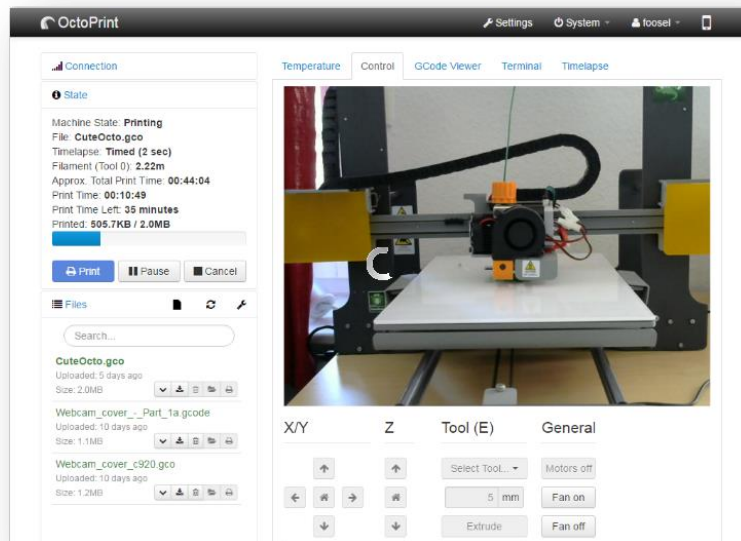 OctoPrint
Settings
System
foosel
Connection
State
Machine State: Printing
File: CuteOcto.gco
Timelapse: Timed (2 sec)
Filament (Tool 0): 2.22m
Approx. Total Print Time: 00:44:04
Print Time: 00:10:49
Print Time Left: 35 minutes
Printed: 505.7KB / 2.0MB
Print
Pause
Cancel
Files
Search...
CuteOcto.gco
Uploaded: 5 days ago
Size: 2.0MB
Webcam_cover_-_Part_1a.gcode
Uploaded: 10 days ago
Size: 1.1MB
Webcam_cover_c920.gco
Uploaded: 10 days ago
Size: 1.2MB
Temperature
Control
GCode Viewer
Terminal
Timelapse
X/Y
Z
Tool (E)
General
Select Tool...
Motors off
5 mm
Fan on
Extrude
Fan off